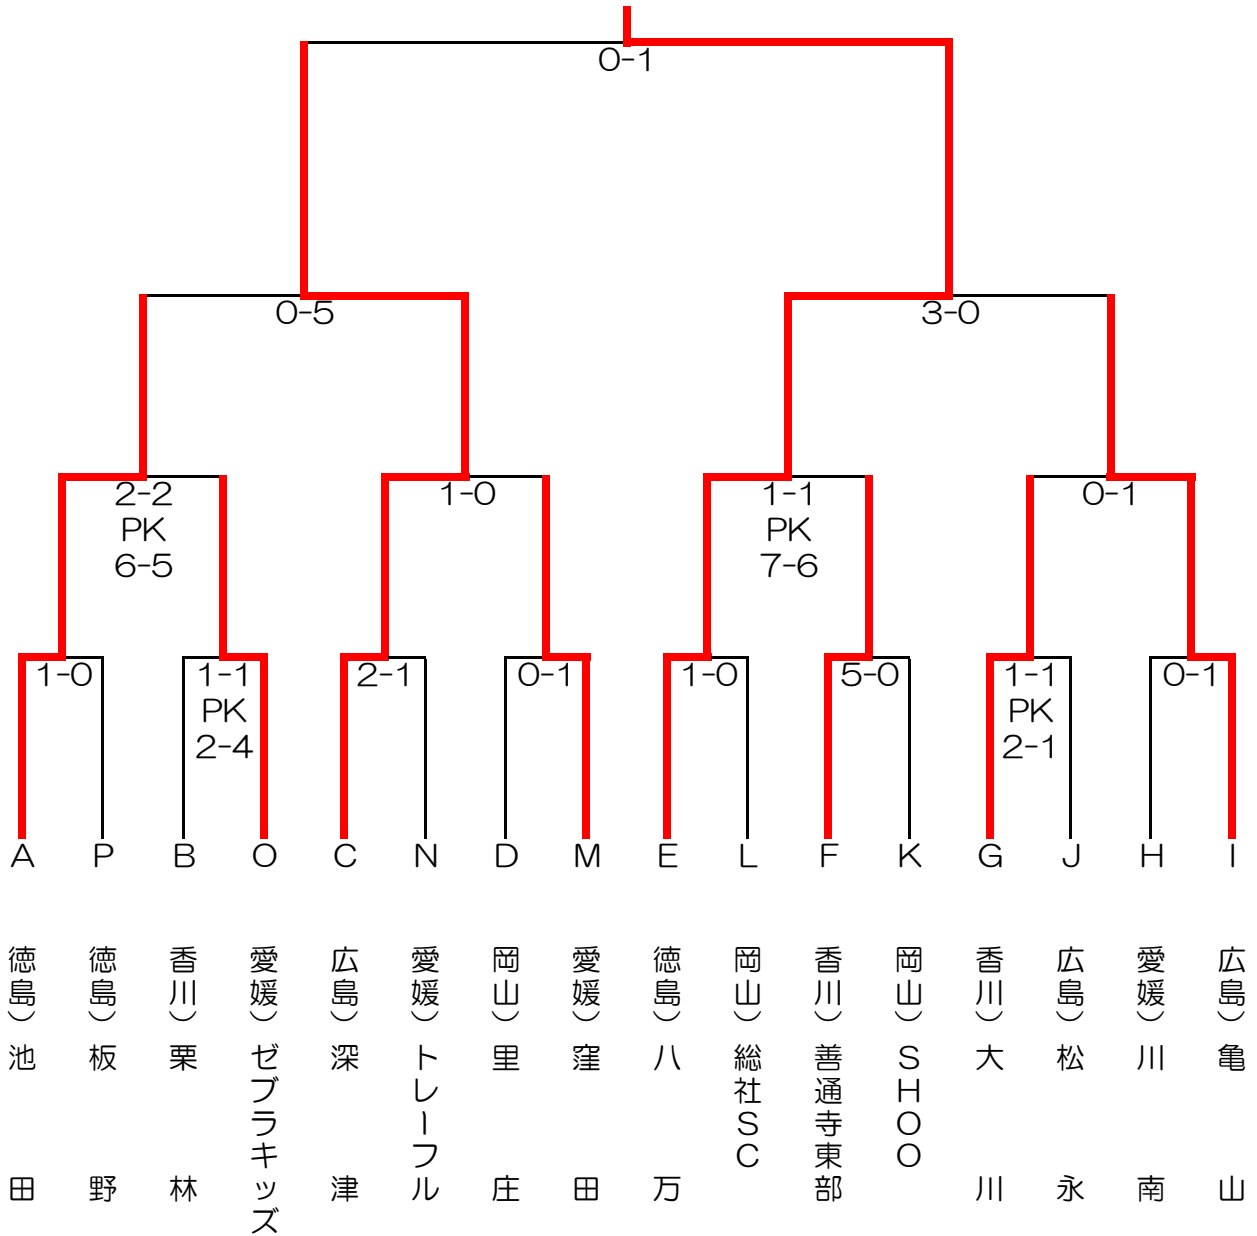 0-1
0-5
3-0
2-2
PK
6-5
1-0
1-1
PK
7-6
0-1
1-0
1-1
PK
2-4
2-1
0-1
1-0
5-0
1-1
PK
2-1
0-1
A
P
B
O
C
N
D
M
E
L
F
K
G
J
H
I
徳島）池田
徳島）板野
香川）栗林
愛媛）ゼブラキッズ
広島）深津
愛媛）トレーフル
岡山）里庄
愛媛）窪田
徳島）八万
岡山）総社SC
香川）善通寺東部
岡山）SHOO
香川）大川
広島）松永
愛媛）川南
広島）亀山